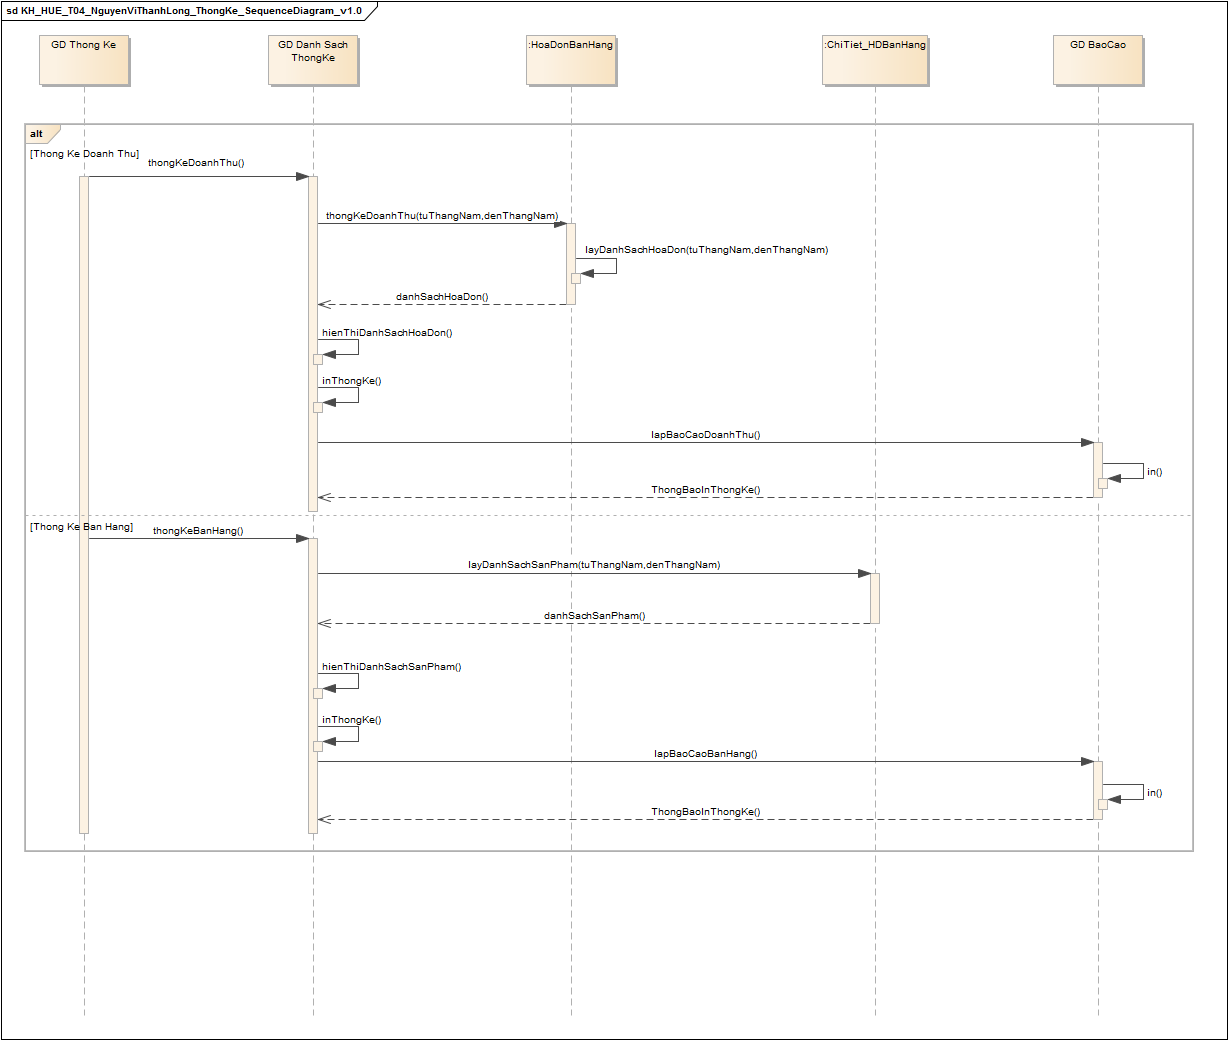 sd KH_HUE_T04_NguyenViThanhLong_ThongKe_SequenceDiagram_v1.0
GD Thong Ke
GD Danh Sach
ThongKe
:HoaDonBanHang
:ChiTiet_HDBanHang
GD BaoCao
alt
[Thong Ke Doanh Thu]
thongKeDoanhThu()
thongKeDoanhThu(tuThangNam,denThangNam)
layDanhSachHoaDon(tuThangNam,denThangNam)
danhSachHoaDon()
hienThiDanhSachHoaDon()
inThongKe()
lapBaoCaoDoanhThu()
in()
ThongBaoInThongKe()
[Thong Ke Ban Hang]
thongKeBanHang()
layDanhSachSanPham(tuThangNam,denThangNam)
danhSachSanPham()
hienThiDanhSachSanPham()
inThongKe()
lapBaoCaoBanHang()
in()
ThongBaoInThongKe()